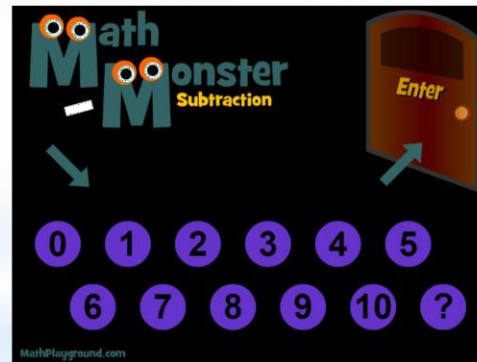 Math
Monster
Subtraction
Enter
0 1 2 3 4 5
6 7 8 9 10 ?
MathPlayground.com